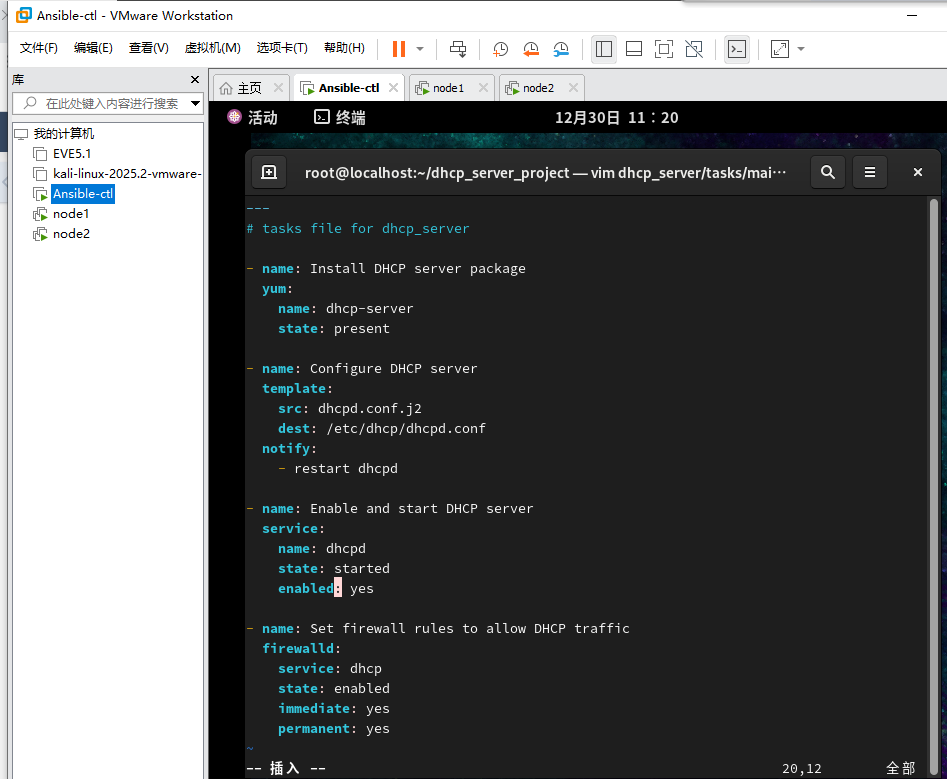 Ansible-ctl - VMware Workstation
文件(F) 编辑(E) 查看(V) 虚拟机(M) 选项卡(T) 帮助(H)
库
在此处键入内容进行搜索
我的计算机
EVE5.1
kali-linux-2025.2-vmware-
Ansible-ctl
node1
node2
主页 Ansible-ctl node1 node2
活动 终端 12月30日 11：20
root@localhost:~/dhcp_server_project — vim dhcp_server/tasks/mai…
---
# tasks file for dhcp_server
- name: Install DHCP server package
  yum:
    name: dhcp-server
    state: present
- name: Configure DHCP server
  template:
    src: dhcpd.conf.j2
    dest: /etc/dhcp/dhcpd.conf
  notify:
    - restart dhcpd
- name: Enable and start DHCP server
  service:
    name: dhcpd
    state: started
    enabled: yes
- name: Set firewall rules to allow DHCP traffic
  firewalld:
    service: dhcp
    state: enabled
    immediate: yes
    permanent: yes
~
-- 插入 -- 20,12 全部